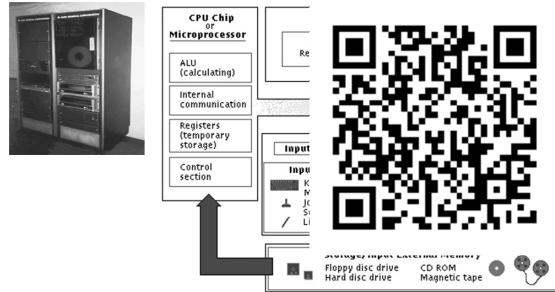 CPU Chip
or
Microprocessor
ALU
(calculating)
Internal
communication
Registers
(temporary
storage)
Control
section
Re
Input
Inpu
K
M
Storage/Input External Memory
Floppy disc drive
CD ROM
Hard disc drive
Magnetic tape